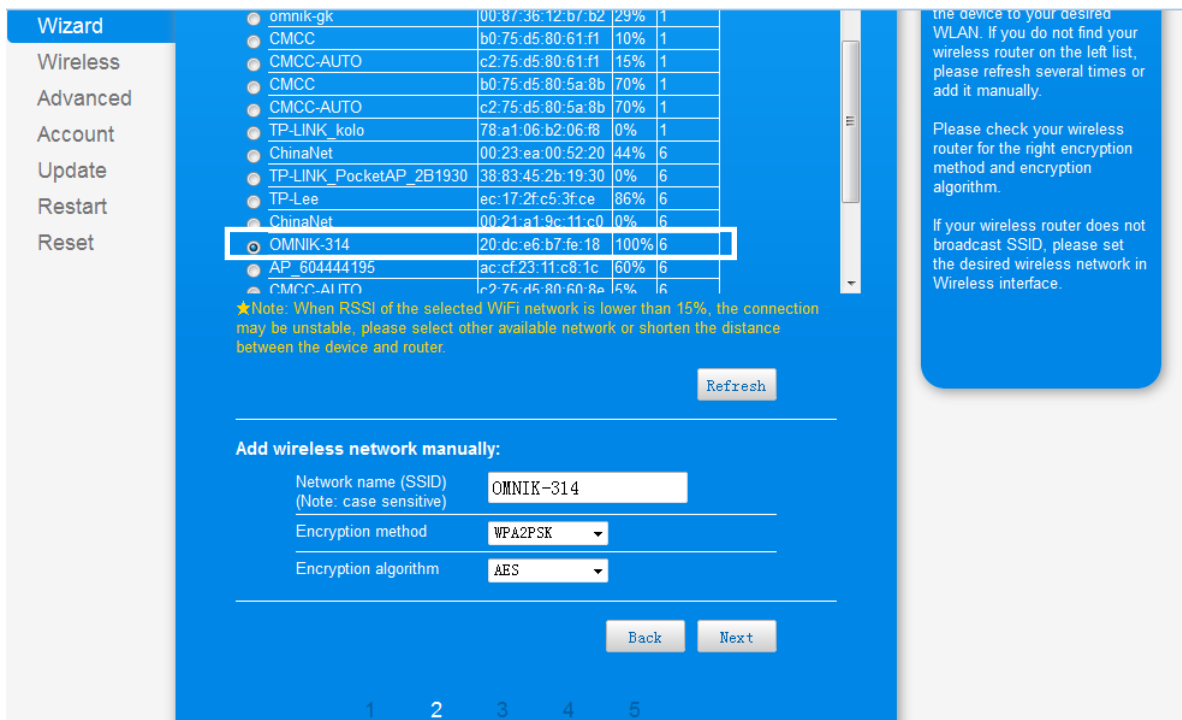 Wizard
Wireless
Advanced
Account
Update
Restart
Reset
omnik-gk 00:87:36:12:b7:b2 29% 1
CMCC b0:75:d5:80:61:f1 10% 1
CMCC-AUTO c2:75:d5:80:61:f1 15% 1
CMCC b0:75:d5:80:5a:8b 70% 1
CMCC-AUTO c2:75:d5:80:5a:8b 70% 1
TP-LINK_kolo 78:a1:06:b2:06:f8 0% 1
ChinaNet 00:23:ea:00:52:20 44% 6
TP-LINK_PocketAP_2B1930 38:83:45:2b:19:30 0% 6
TP-Lee ec:17:2f:c5:3f:ce 86% 6
ChinaNet 00:21:a1:9c:11:c0 0% 6
OMNIK-314 20:dc:e6:b7:fe:18 100% 6
AP_604444195 ac:cf:23:11:c8:1c 60% 6
CMCC-AUTO c2:75:d5:80:60:8e 5% 6
★Note: When RSSI of the selected WiFi network is lower than 15%, the connection
may be unstable, please select other available network or shorten the distance
between the device and router.
Refresh
Add wireless network manually:
Network name (SSID)
(Note: case sensitive)
OMNIK-314
Encryption method WPA2PSK
Encryption algorithm AES
Back Next
1 2 3 4 5
the device to your desired
WLAN. If you do not find your
wireless router on the left list,
please refresh several times or
add it manually.
Please check your wireless
router for the right encryption
method and encryption
algorithm.
If your wireless router does not
broadcast SSID, please set
the desired wireless network in
Wireless interface.